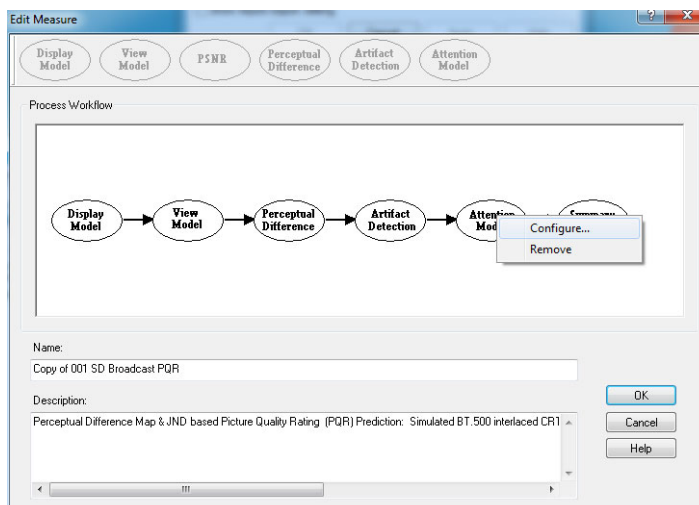 Edit Measure
Display View PSNR Perceptual Artifact Attention
Model Model Difference Detection Model
Process Workflow
Display View Perceptual Artifact Attention Summary
Model Model Difference Detection
Configure...
Remove
Name:
Copy of 001 SD Broadcast PQR
Description:
Perceptual Difference Map & JND based Picture Quality Rating (PQR) Prediction: Simulated BT.500 interlaced CRT
OK
Cancel
Help